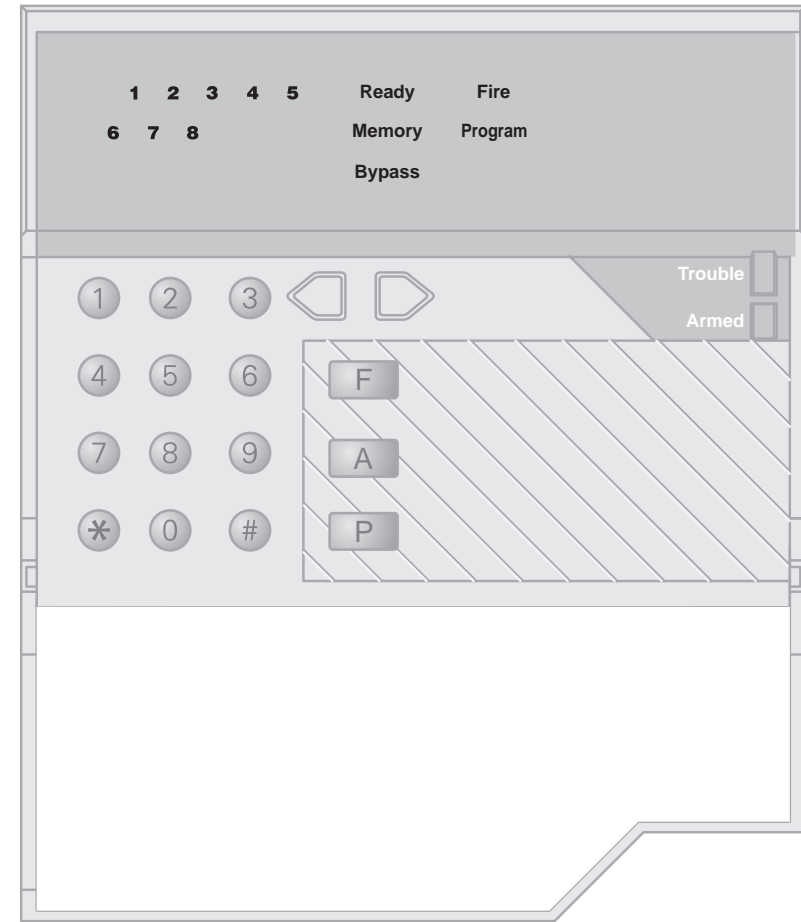 1 2 3 4 5 Ready Fire
6 7 8 Memory Program
Bypass
Trouble
1 2 3
Armed
4 5 6 F
7 8 9 A
* 0 # P